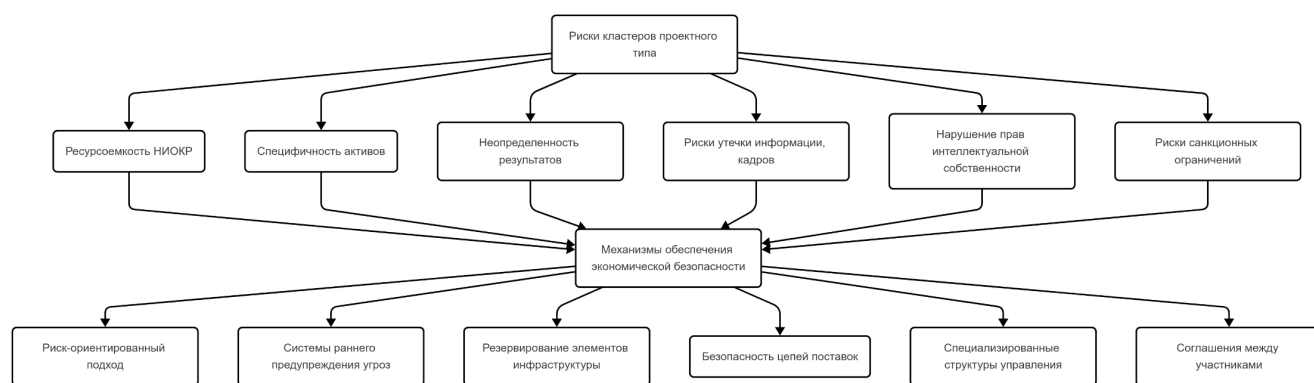 Риски кластеров проектного
типа
Ресурсоемкость НИОКР
Специфичность активов
Неопределенность
результатов
Риски утечки информации,
кадров
Нарушение прав
интеллектуальной
собственности
Риски санкционных
ограничений
Механизмы обеспечения
экономической безопасности
Риск-ориентированный
подход
Системы раннего
предупреждения угроз
Резервирование элементов
инфраструктуры
Безопасность цепей поставок
Специализированные
структуры управления
Соглашения между
участниками